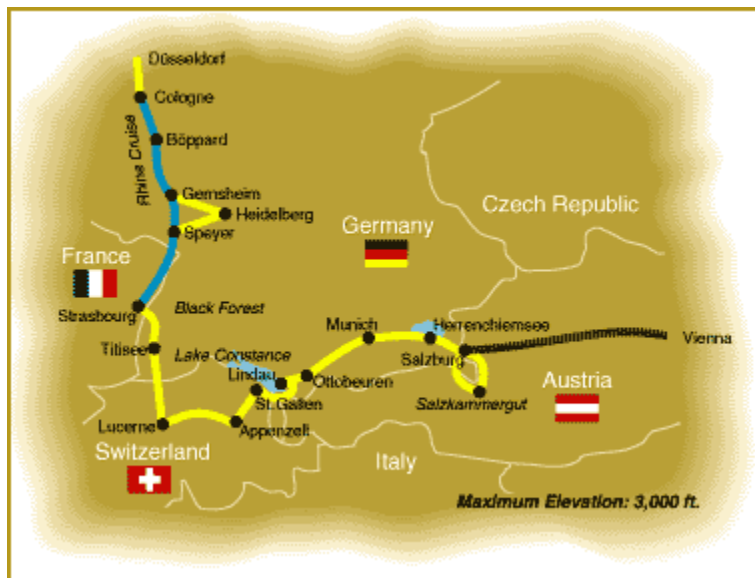 Düsseldorf
Cologne
Rhine Cruise
Böppard
Gernsheim
Heidelberg
Speyer
Czech Republic
Germany
France
Strasbourg
Black Forest
Munich
Herrenchiemsee
Vienna
Titisee
Lake Constance
Salzburg
Lindau
Ottobeuren
St. Gallen
Salzkammergut
Austria
Lucerne
Appenzelt
Switzerland
Italy
Maximum Elevation: 3,000 ft.